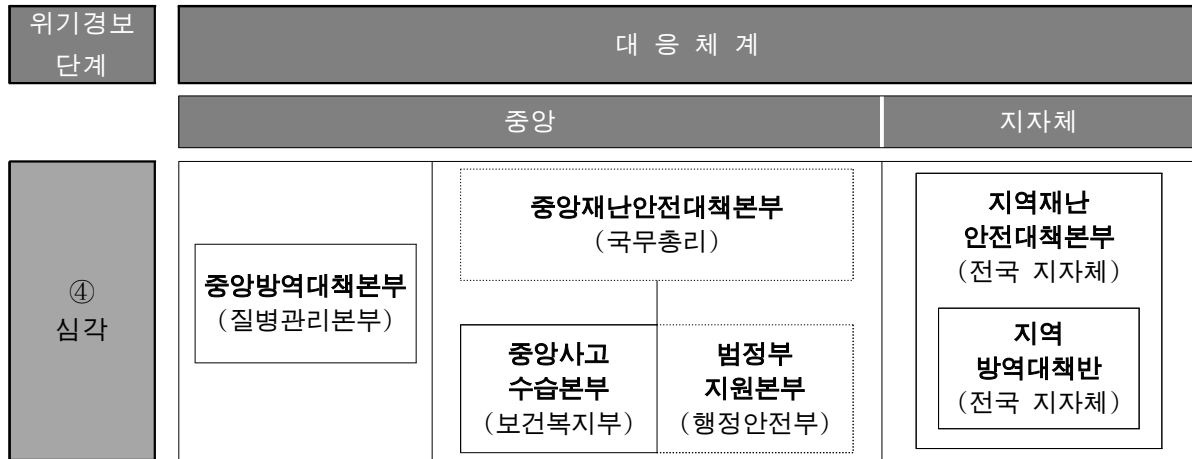 위기경보
단계
대 응 체 계
중앙
지자체
④
심각
중앙방역대책본부
(질병관리본부)
중앙재난안전대책본부
(국무총리)
중앙사고
수습본부
(보건복지부)
범정부
지원본부
(행정안전부)
지역재난
안전대책본부
(전국 지자체)
지역
방역대책반
(전국 지자체)